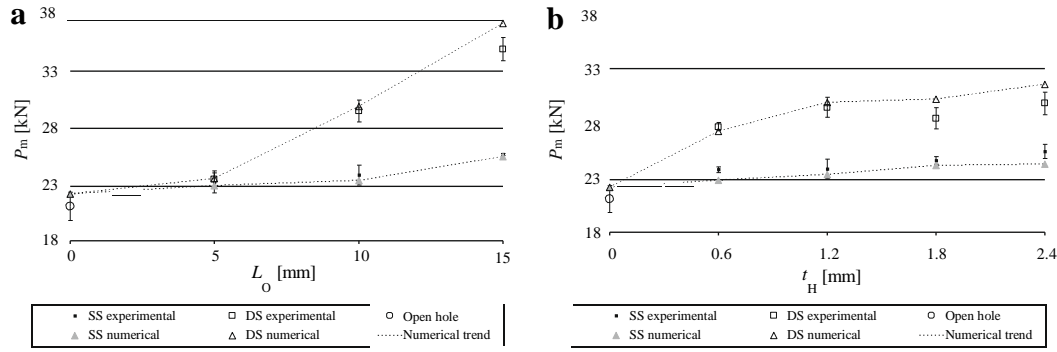 a
38
33
28
23
18
Pm [kN]
0
5
10
15
LO [mm]
SS experimental
DS experimental
Open hole
SS numerical
DS numerical
Numerical trend
b
38
33
28
23
18
Pm [kN]
0
0.6
1.2
1.8
2.4
tH [mm]
SS experimental
DS experimental
Open hole
SS numerical
DS numerical
Numerical trend